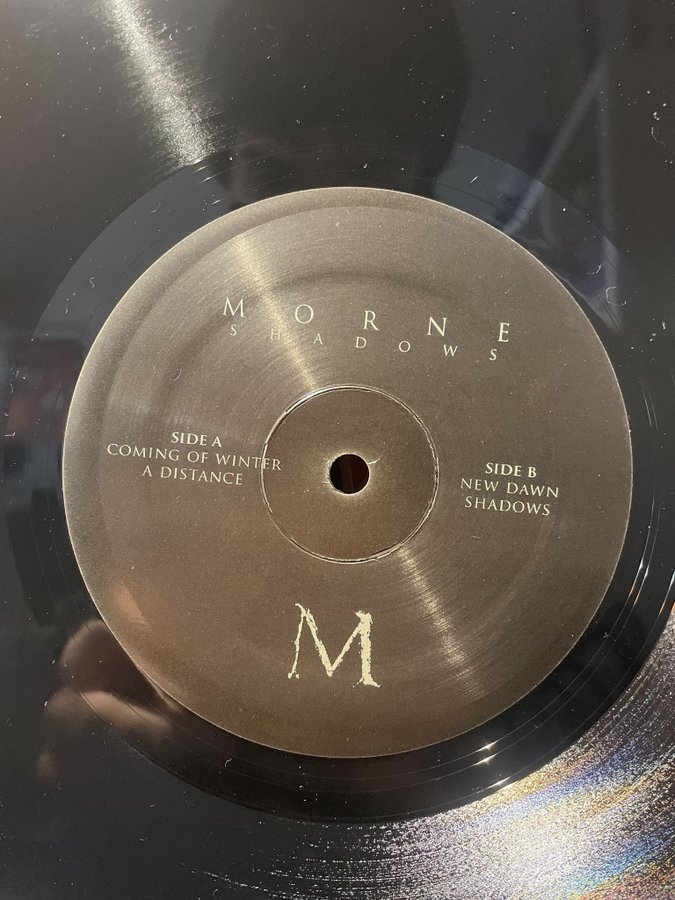 MORNE
SHADOWS
SIDE A
COMING OF WINTER
A DISTANCE
SIDE B
NEW DAWN
SHADOWS
M